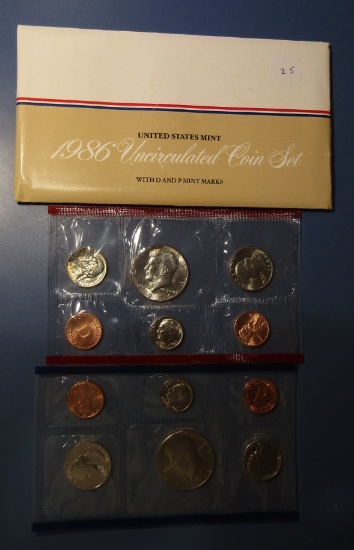 25
UNITED STATES MINT
1986 Uncirculated Coin Set
WITH D AND P MINT MARKS